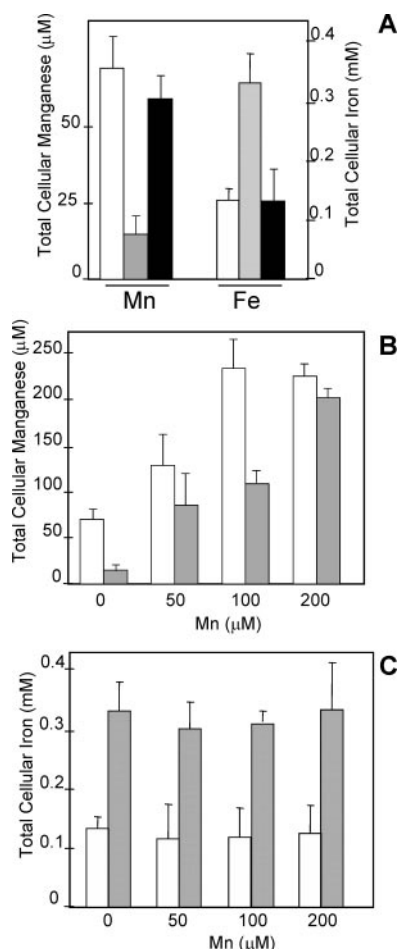 A
Total Cellular Manganese (µM)
50
25
0
0.4
0.3
0.2
0.1
0
Total Cellular Iron (mM)
Mn
Fe
B
Total Cellular Manganese (µM)
250
200
150
100
50
0
0 50 100 200
Mn (µM)
C
Total Cellular Iron (mM)
0.4
0.3
0.2
0.1
0
0 50 100 200
Mn (µM)